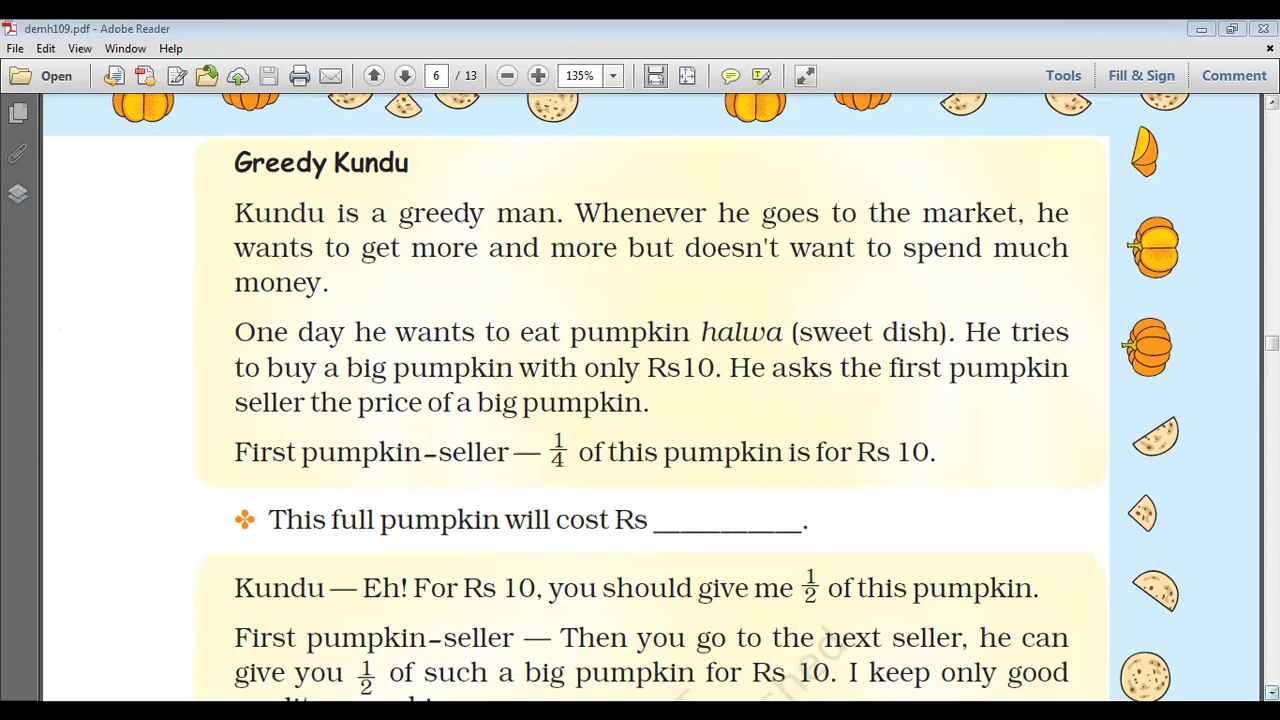 demh109.pdf - Adobe Reader
File Edit View Window Help
Open 6 / 13 135% Tools Fill & Sign Comment
Greedy Kundu
Kundu is a greedy man. Whenever he goes to the market, he
wants to get more and more but doesn't want to spend much
money.
One day he wants to eat pumpkin halwa (sweet dish). He tries
to buy a big pumpkin with only Rs10. He asks the first pumpkin
seller the price of a big pumpkin.
First pumpkin-seller — 1/4 of this pumpkin is for Rs 10.
This full pumpkin will cost Rs ___________.
Kundu — Eh! For Rs 10, you should give me 1/2 of this pumpkin.
First pumpkin-seller — Then you go to the next seller, he can
give you 1/2 of such a big pumpkin for Rs 10. I keep only good